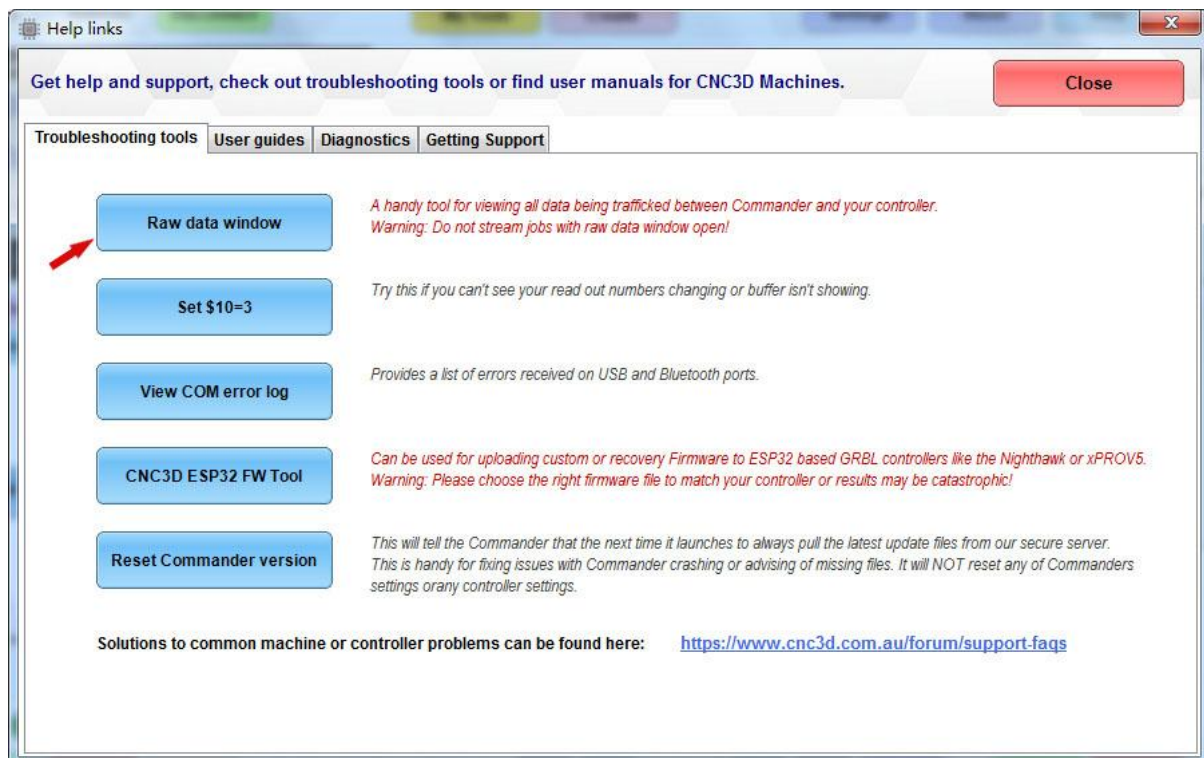 Help links
Get help and support, check out troubleshooting tools or find user manuals for CNC3D Machines.
Close
Troubleshooting tools
User guides
Diagnostics
Getting Support
Raw data window
A handy tool for viewing all data being trafficked between Commander and your controller.
Warning: Do not stream jobs with raw data window open!
Set $10=3
Try this if you can't see your read out numbers changing or buffer isn't showing.
View COM error log
Provides a list of errors received on USB and Bluetooth ports.
CNC3D ESP32 FW Tool
Can be used for uploading custom or recovery Firmware to ESP32 based GRBL controllers like the Nighthawk or xPROV5.
Warning: Please choose the right firmware file to match your controller or results may be catastrophic!
Reset Commander version
This will tell the Commander that the next time it launches to always pull the latest update files from our secure server.
This is handy for fixing issues with Commander crashing or advising of missing files. It will NOT reset any of Commanders
settings orany controller settings.
Solutions to common machine or controller problems can be found here:
https://www.cnc3d.com.au/forum/support-faqs